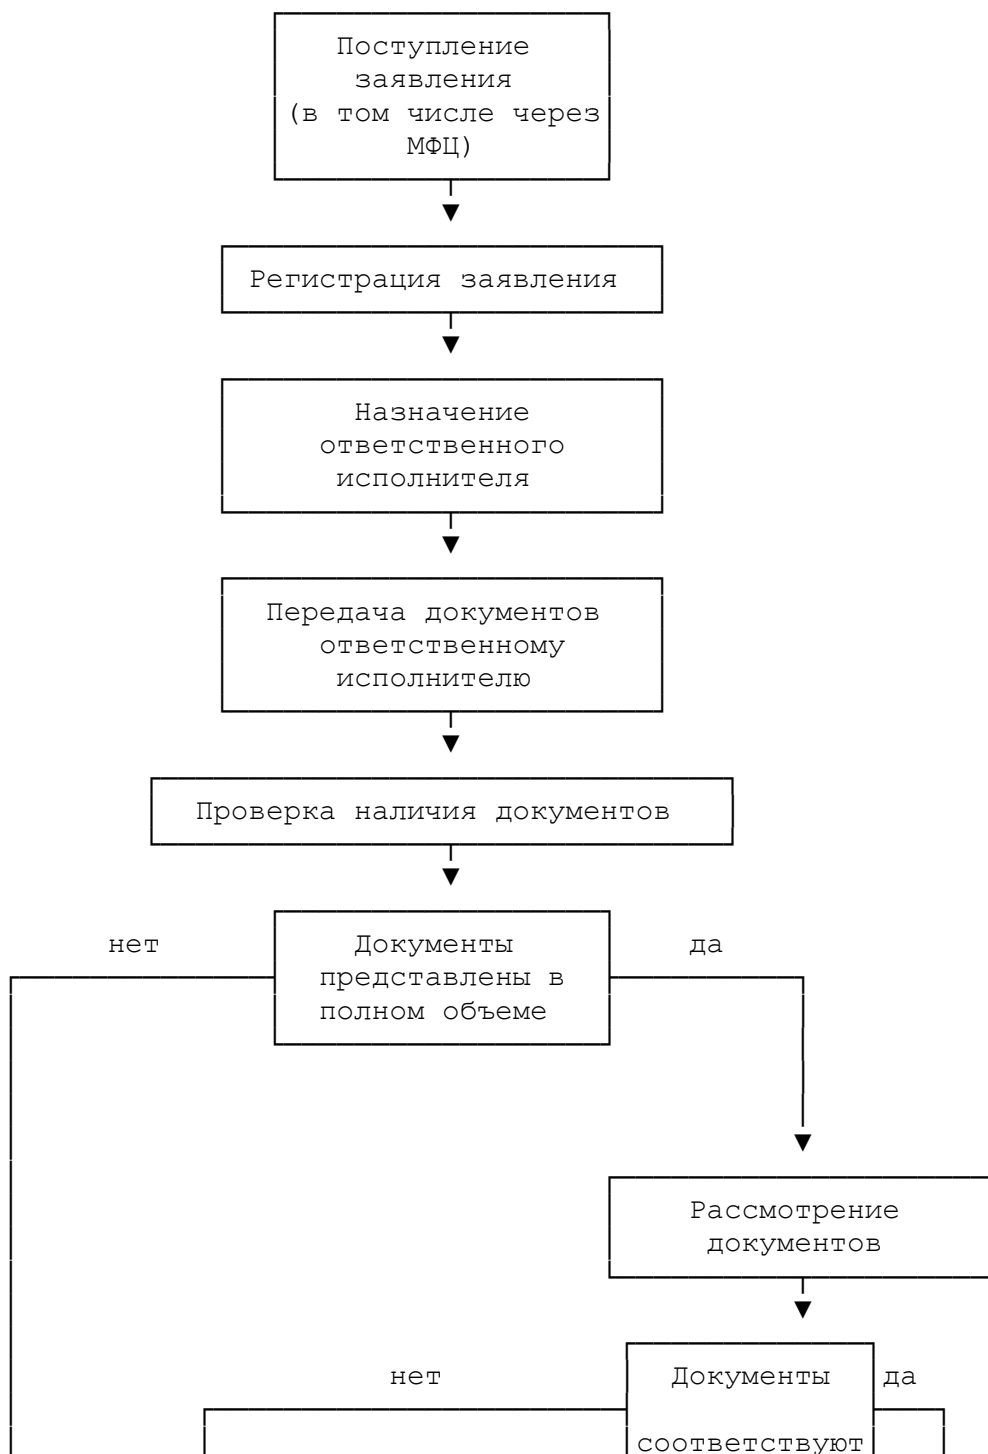 Поступление
заявления
(в том числе через
МФЦ)
Регистрация заявления
Назначение
ответственного
исполнителя
Передача документов
ответственному
исполнителю
Проверка наличия документов
нет
Документы
да
представлены в
полном объеме
Рассмотрение
документов
нет
Документы
да
соответствуют